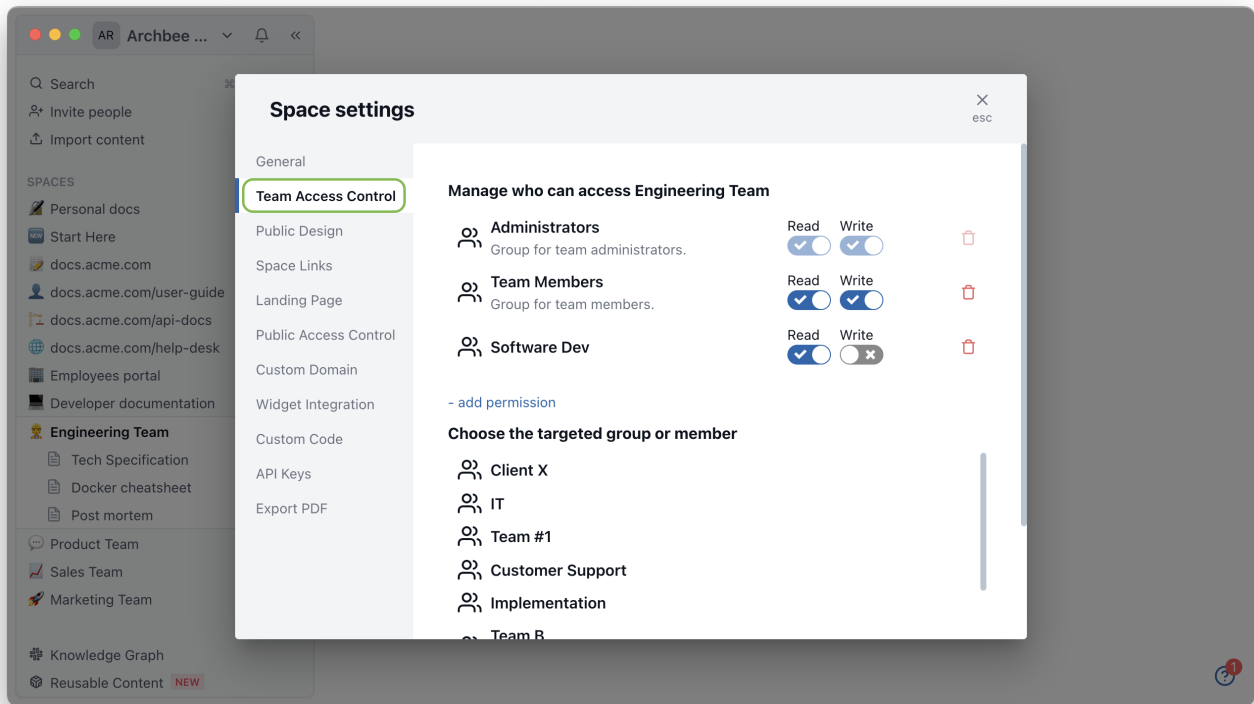 AR Archbee ...
Search
Invite people
Import content
SPACES
Personal docs
NEW Start Here
docs.acme.com
docs.acme.com/user-guide
docs.acme.com/api-docs
docs.acme.com/help-desk
Employees portal
Developer documentation
Engineering Team
Tech Specification
Docker cheatsheet
Post mortem
Product Team
Sales Team
Marketing Team
Knowledge Graph
Reusable Content NEW
Space settings
esc
General
Team Access Control
Public Design
Space Links
Landing Page
Public Access Control
Custom Domain
Widget Integration
Custom Code
API Keys
Export PDF
Manage who can access Engineering Team
Administrators
Group for team administrators.
Read Write
Team Members
Group for team members.
Read Write
Software Dev
Read Write
- add permission
Choose the targeted group or member
Client X
IT
Team #1
Customer Support
Implementation
Team B
1
?